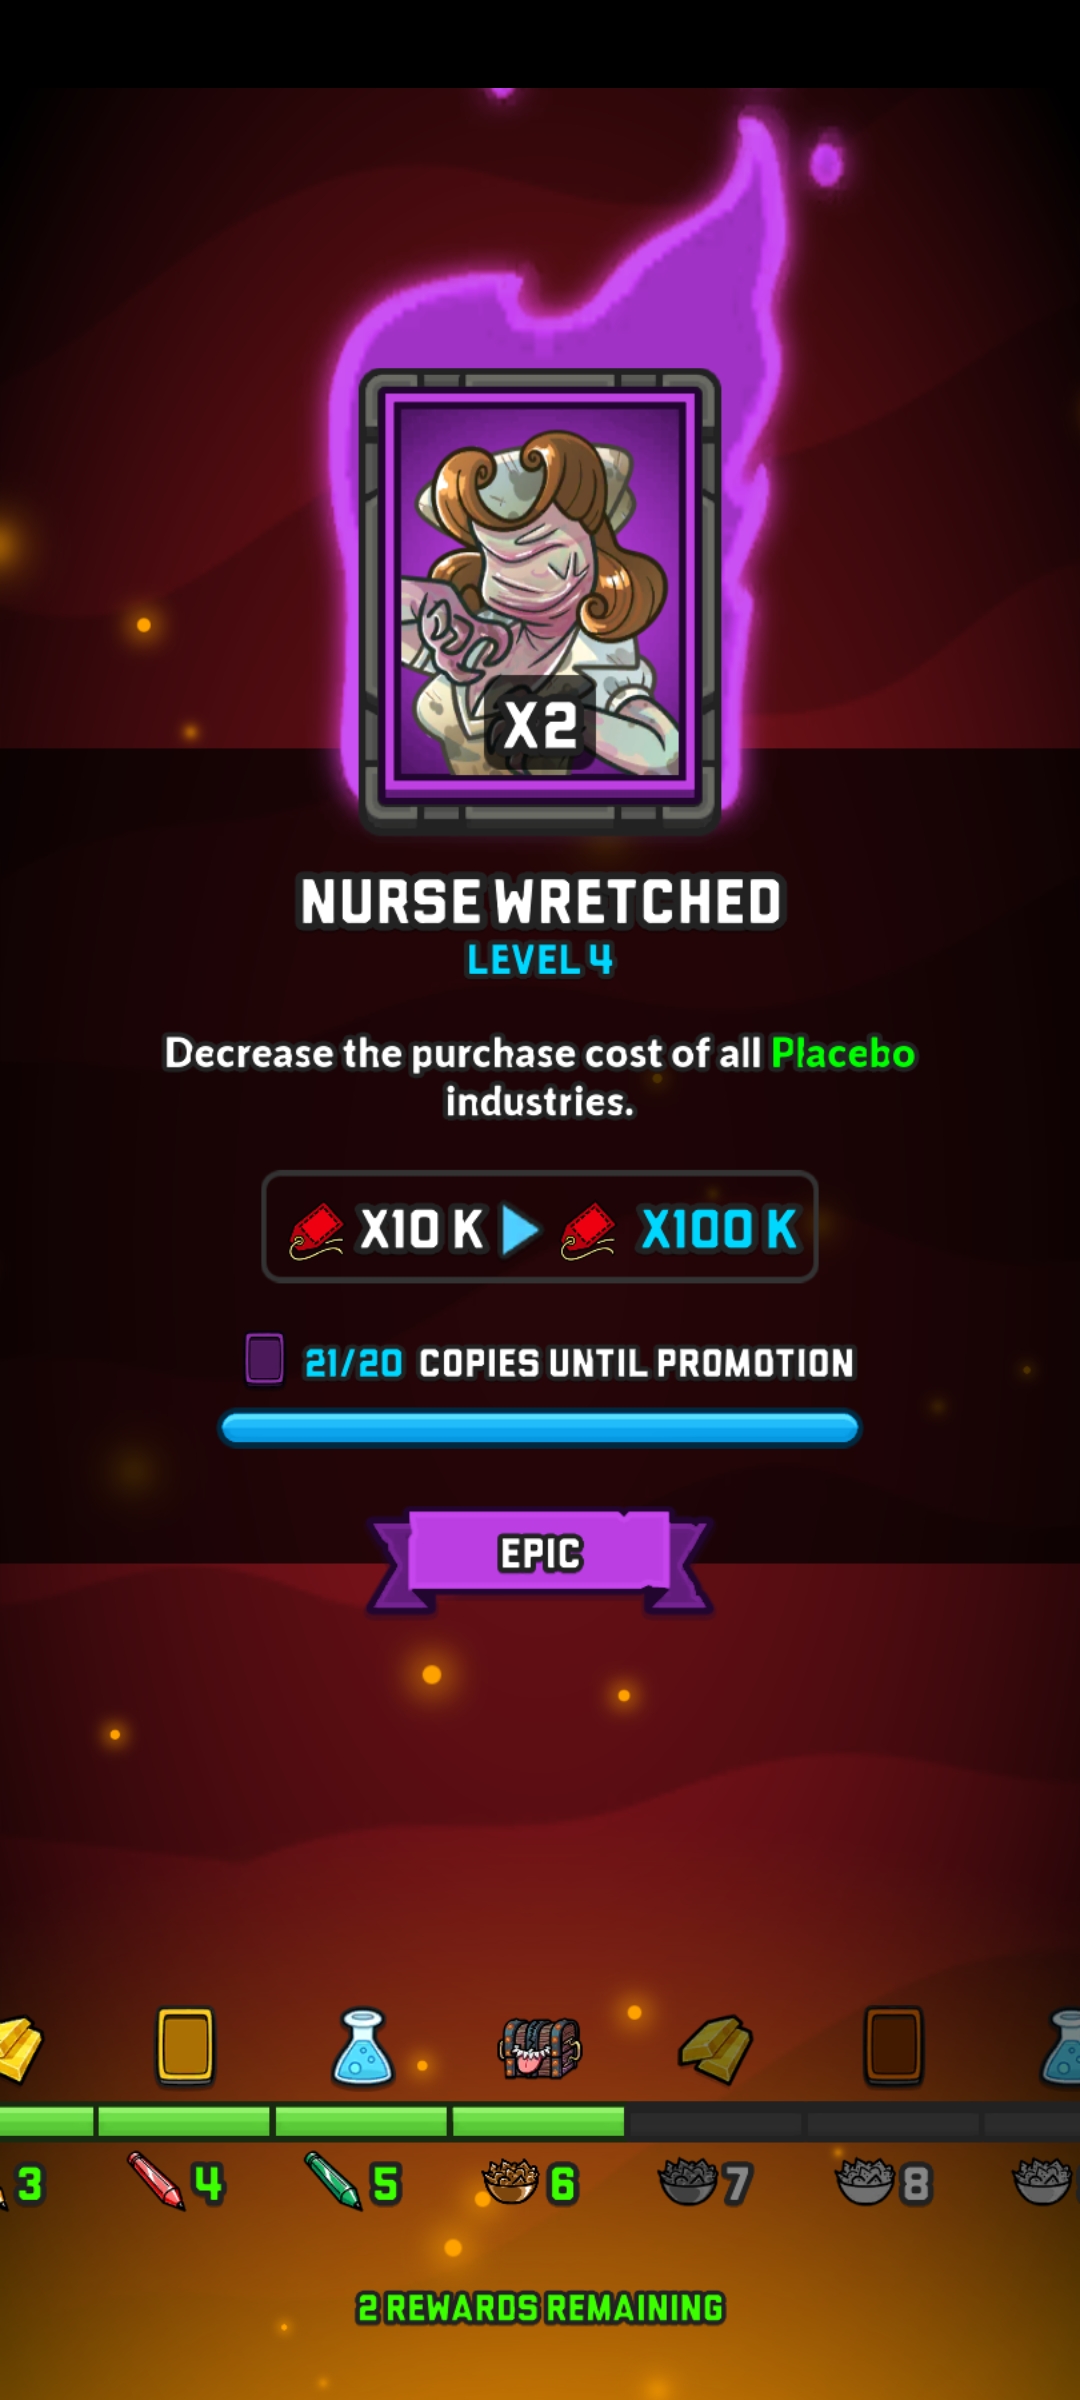 X2
NURSE WRETCHED
LEVEL 4
Decrease the purchase cost of all Placebo
industries.
X10 K X100 K
21/20 COPIES UNTIL PROMOTION
EPIC
3 4 5 6 7 8
2 REWARDS REMAINING